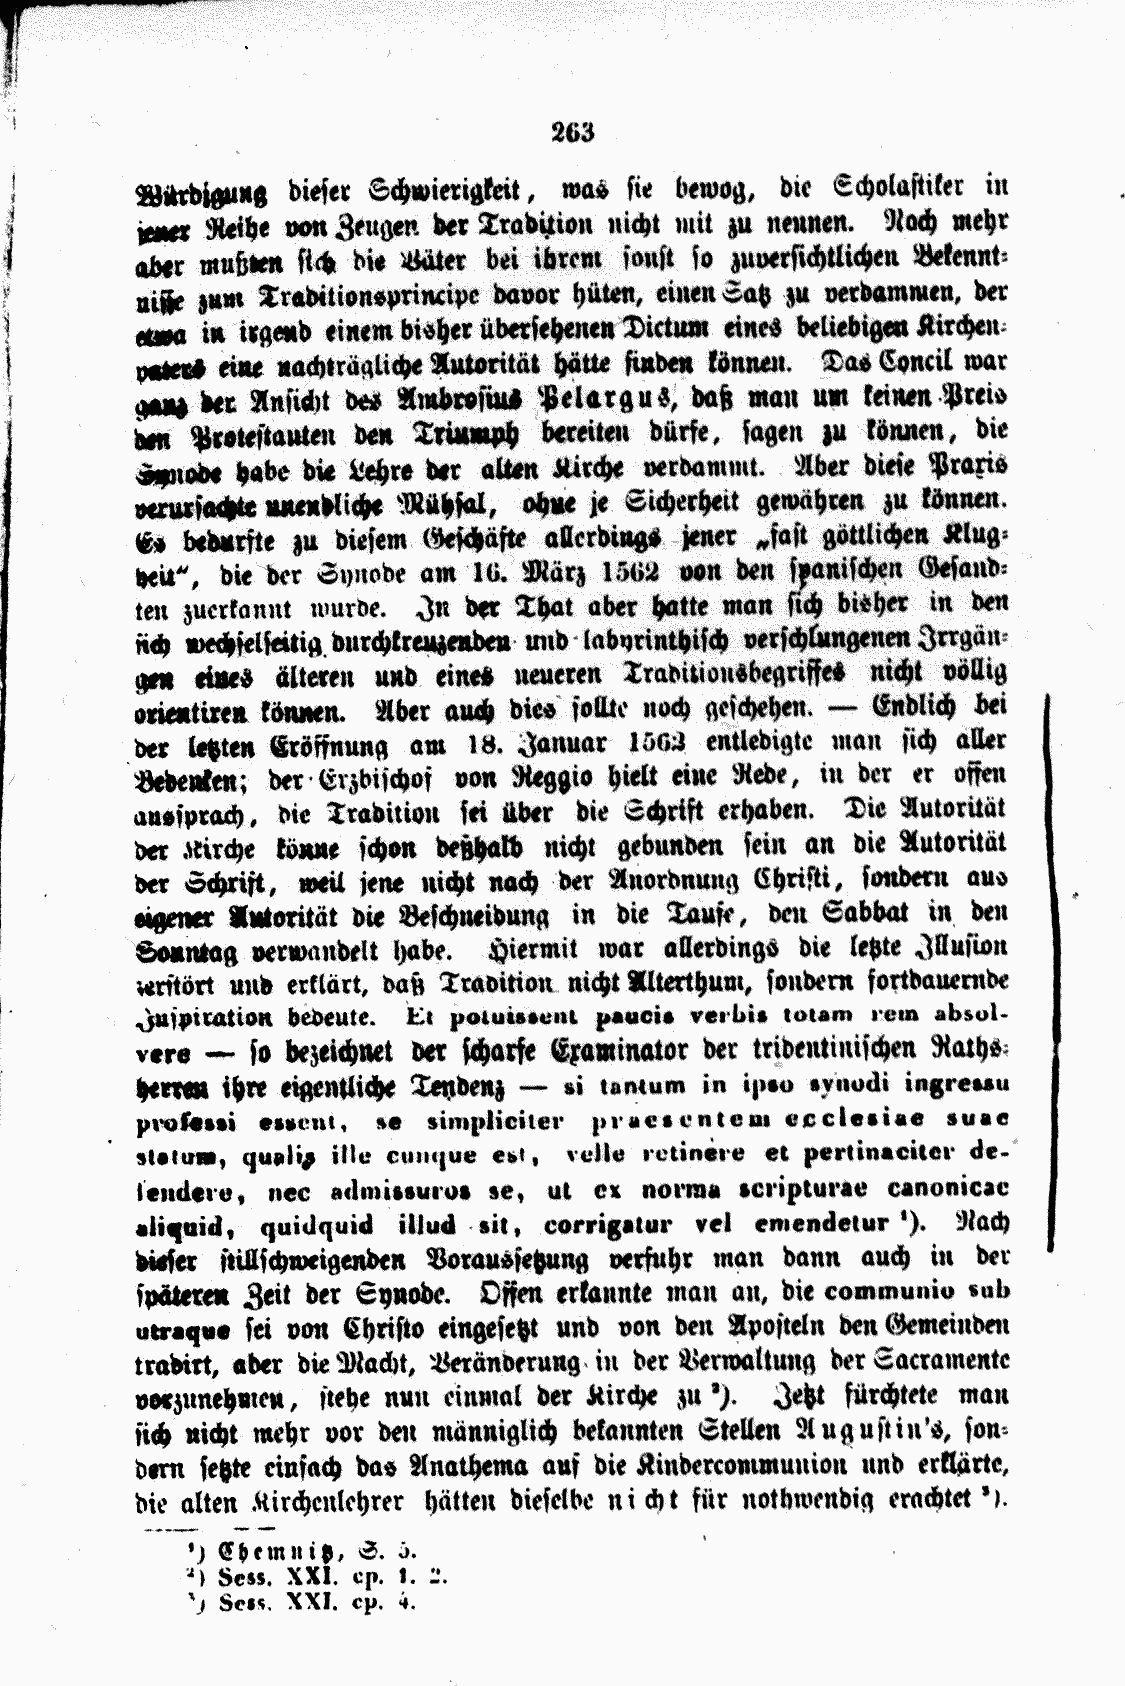 263
Würdigung dieser Schwierigkeit, was sie bewog, die Scholastiker in
jener Reihe von Zeugen der Tradition nicht mit zu nennen. Noch mehr
aber mußten sich die Väter bei ihrem sonst so zuversichtlichen Bekennt-
nisse zum Traditionsprincipe davor hüten, einen Satz zu verdammen, der
etwa in irgend einem bisher übersehenen Dictum eines beliebigen Kirchen-
vaters eine nachträgliche Autorität hätte finden können. Das Concil war
ganz der Ansicht des Ambrosius Pelargus, daß man um keinen Preis
den Protestanten den Triumph bereiten dürfe, sagen zu können, die
Synode habe die Lehre der alten Kirche verdammt. Aber diese Praxis
verursachte unendliche Mühsal, ohne je Sicherheit gewähren zu können.
Es bedurfte zu diesem Geschäfte allerdings jener „fast göttlichen Klug-
heit“, die der Synode am 16. März 1562 von den spanischen Gesand-
ten zuerkannt wurde. In der That aber hatte man sich bisher in den
sich wechselseitig durchkreuzenden und labyrinthisch verschlungenen Irrgän-
gen eines älteren und eines neueren Traditionsbegriffes nicht völlig
orientiren können. Aber auch dies sollte noch geschehen. — Endlich bei
der letzten Eröffnung am 18. Januar 1562 entledigte man sich aller
Bedenken; der Erzbischof von Reggio hielt eine Rede, in der er offen
aussprach, die Tradition sei über die Schrift erhaben. Die Autorität
der Kirche könne schon deßhalb nicht gebunden sein an die Autorität
der Schrift, weil jene nicht nach der Anordnung Christi, sondern aus
eigener Autorität die Beschneidung in die Taufe, den Sabbat in den
Sonntag verwandelt habe. Hiermit war allerdings die letzte Illusion
zerstört und erklärt, daß Tradition nicht Alterthum, sondern fortdauernde
Inspiration bedeute. Et potuissent paucis verbis totam rem absol-
vere — so bezeichnet der scharfe Examinator der tridentinischen Raths-
herren ihre eigentliche Tendenz — si tantum in ipso synodi ingressu
professi essent, se simpliciter praesentem ecclesiae suae
statum, qualis ille cunque est, velle retinere et pertinaciter de-
fendere, nec admissuros se, ut ex norma scripturae canonicae
aliquid, quidquid illud sit, corrigatur vel emendetur ¹). Nach
dieser stillschweigenden Voraussetzung verfuhr man dann auch in der
späteren Zeit der Synode. Offen erkannte man an, die communio sub
utraque sei von Christo eingesetzt und von den Aposteln den Gemeinden
tradirt, aber die Macht, Veränderung in der Verwaltung der Sacramente
vorzunehmen, stehe nun einmal der Kirche zu ²). Jetzt fürchtete man
sich nicht mehr vor den männiglich bekannten Stellen Augustin's, son-
dern setzte einfach das Anathema auf die Kindercommunion und erklärte,
die alten Kirchenlehrer hätten dieselbe nicht für nothwendig erachtet ³).
¹) Chemnitz, S. 5.
²) Sess. XXI. cp. 1. 2.
³) Sess. XXI. cp. 4.